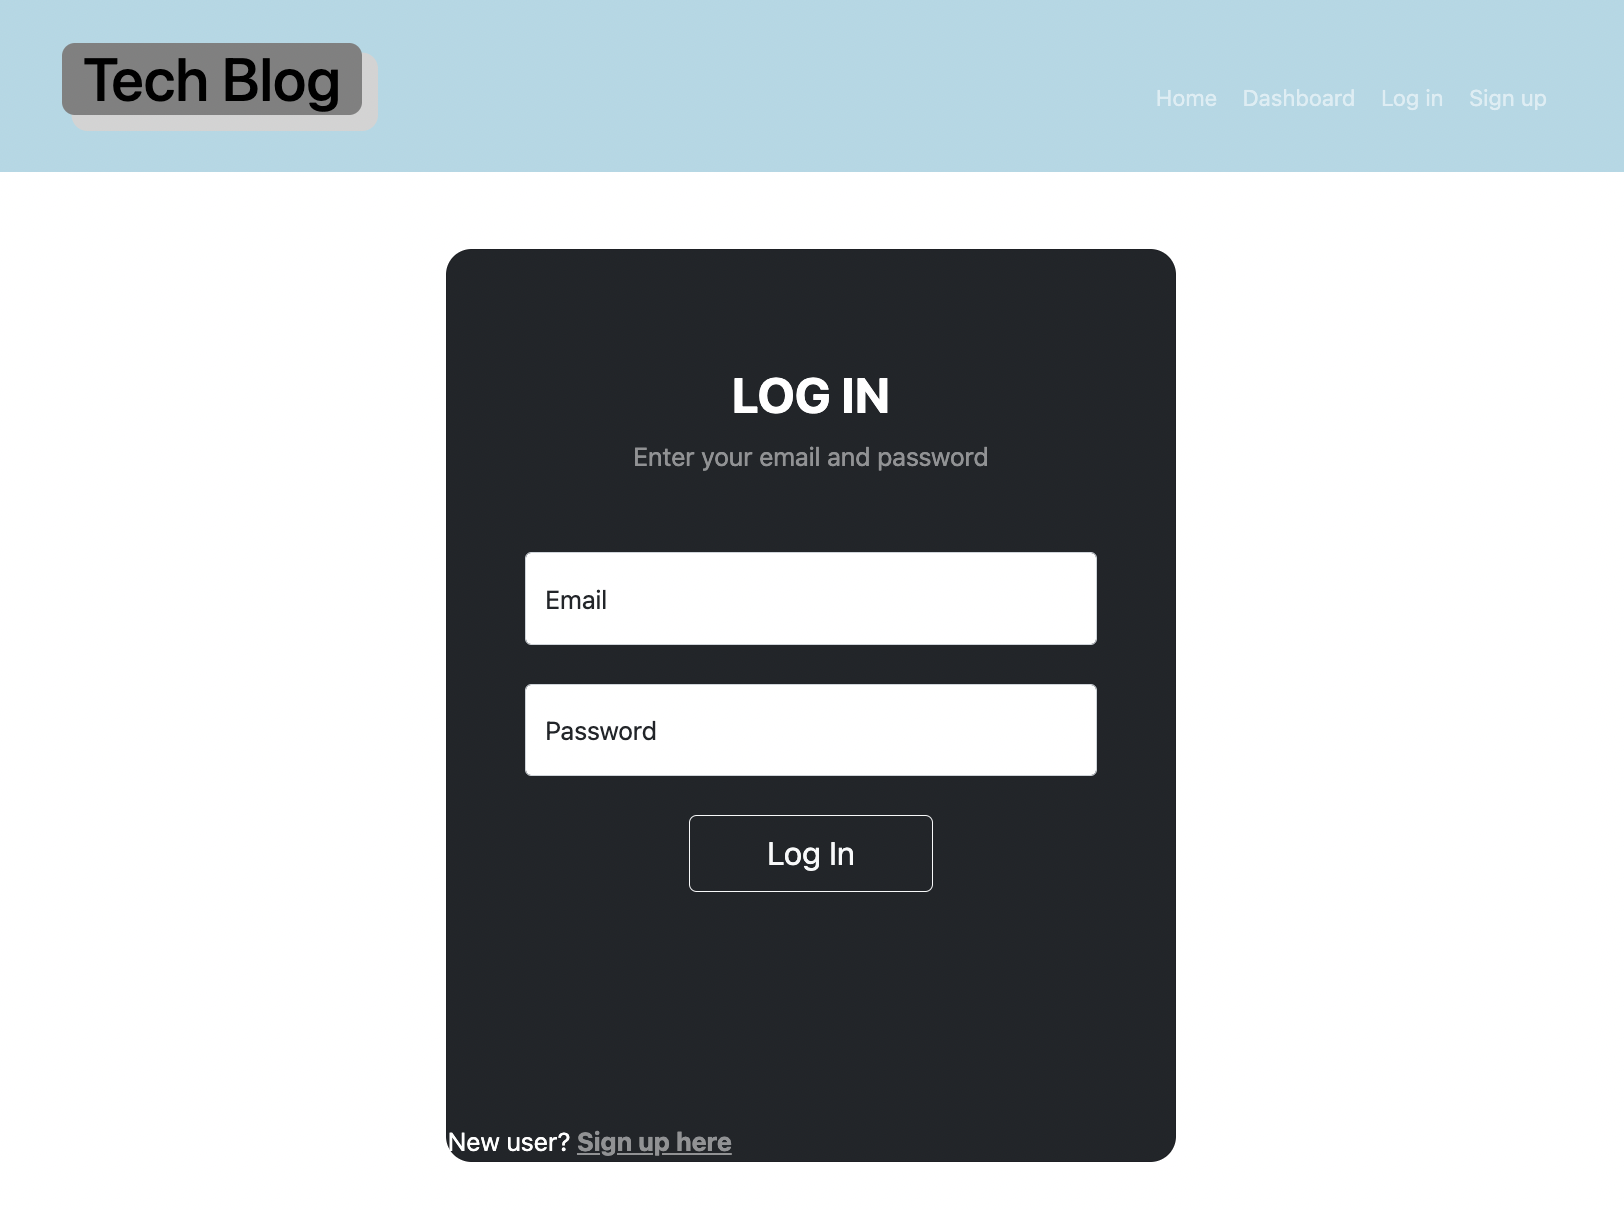 Tech Blog
Home Dashboard Log in Sign up
LOG IN
Enter your email and password
Email
Password
Log In
New user? Sign up here